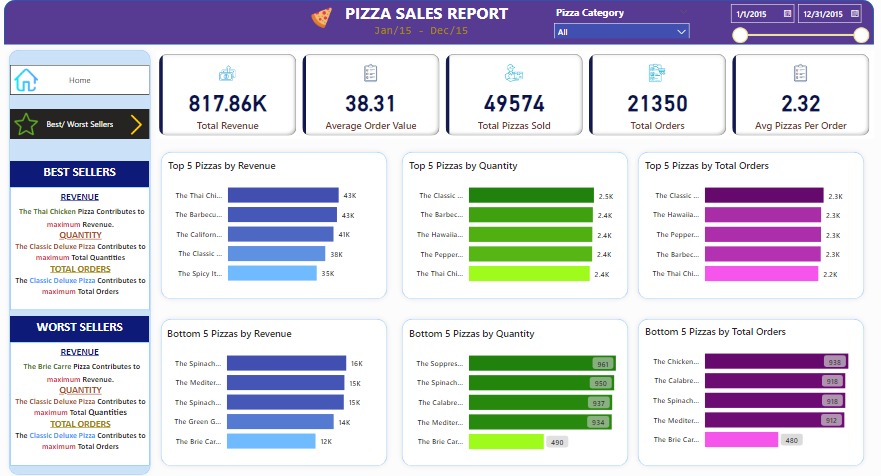 PIZZA SALES REPORT
Jan/15 - Dec/15
Pizza Category
All
1/1/2015
12/31/2015
Home
Best/ Worst Sellers
817.86K
Total Revenue
38.31
Average Order Value
49574
Total Pizzas Sold
21350
Total Orders
2.32
Avg Pizzas Per Order
BEST SELLERS
REVENUE
The Thai Chicken Pizza Contributes to
maximum Revenue.
QUANTITY
The Classic Deluxe Pizza Contributes to
maximum Total Quantities
TOTAL ORDERS
The Classic Deluxe Pizza Contributes to
maximum Total Orders
WORST SELLERS
REVENUE
The Brie Carre Pizza Contributes to
maximum Revenue.
QUANTITY
The Classic Deluxe Pizza Contributes to
maximum Total Quantities
TOTAL ORDERS
The Classic Deluxe Pizza Contributes to
maximum Total Orders
Top 5 Pizzas by Revenue
The Thai Chi... 43K
The Barbecu... 43K
The Californ... 41K
The Classic ... 38K
The Spicy It... 35K
Top 5 Pizzas by Quantity
The Classic ... 2.5K
The Barbec... 2.4K
The Hawaiia... 2.4K
The Pepper... 2.4K
The Thai Chi... 2.4K
Top 5 Pizzas by Total Orders
The Classic ... 2.3K
The Hawaiia... 2.3K
The Pepper... 2.3K
The Barbec... 2.3K
The Thai Chi... 2.2K
Bottom 5 Pizzas by Revenue
The Spinach... 16K
The Mediter... 15K
The Spinach... 15K
The Green G... 14K
The Brie Car... 12K
Bottom 5 Pizzas by Quantity
The Soppres... 961
The Spinach... 950
The Calabre... 937
The Mediter... 934
The Brie Car... 490
Bottom 5 Pizzas by Total Orders
The Chicken... 938
The Calabre... 918
The Spinach... 918
The Mediter... 912
The Brie Car... 480